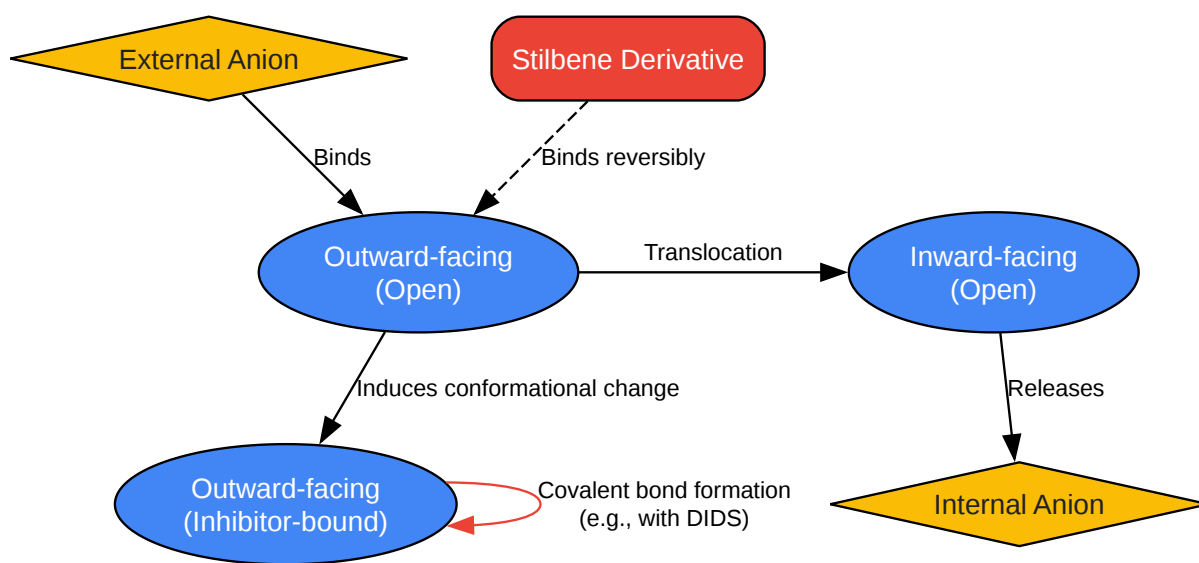 External Anion
Stilbene Derivative
Binds
Binds reversibly
Outward-facing
(Open)
Translocation
Inward-facing
(Open)
Induces conformational change
Releases
Outward-facing
(Inhibitor-bound)
Covalent bond formation
(e.g., with DIDS)
Internal Anion